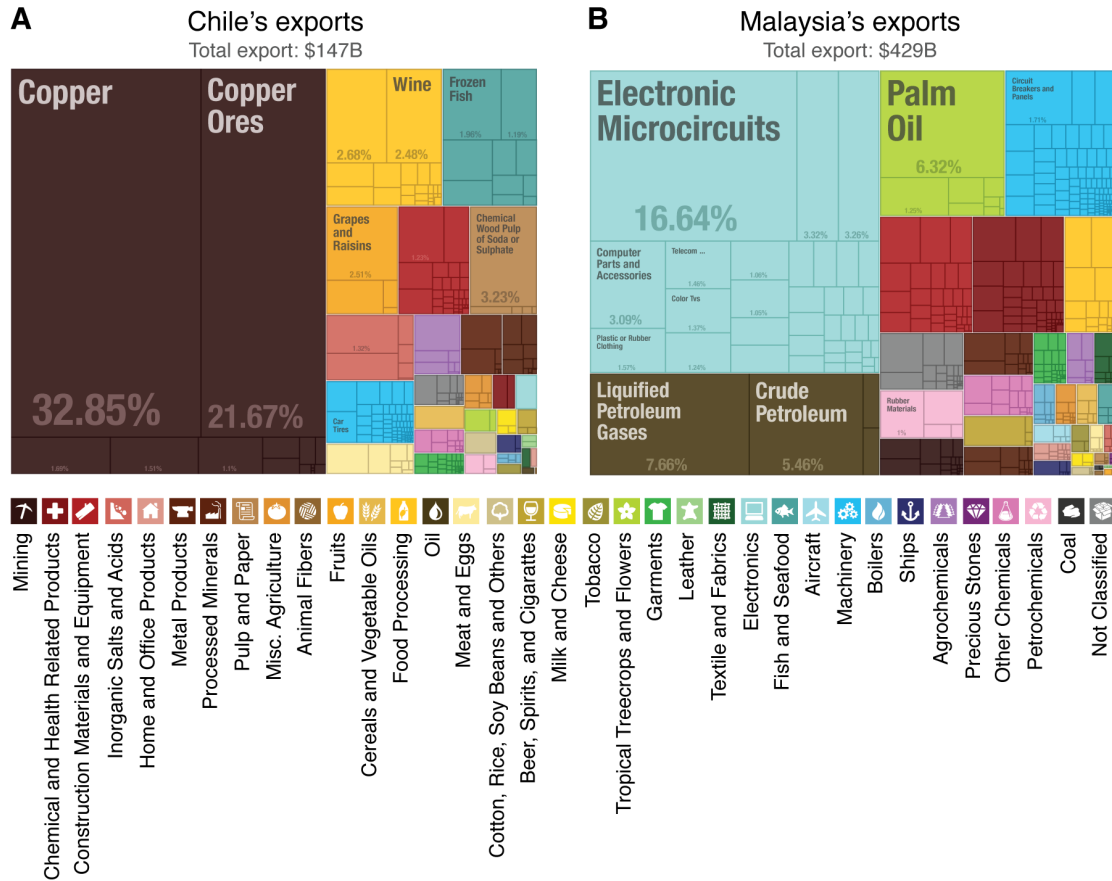 A
Chile's exports
Total export: $147B
Copper
32.85%
Copper
Ores
21.67%
1.69%
1.51%
1.1%
2.68%
Wine
2.48%
Frozen
Fish
1.96%
1.19%
Grapes
and
Raisins
2.51%
1.23%
Chemical
Wood Pulp
of Soda or
Sulphate
3.23%
1.32%
Car
Tires
B
Malaysia's exports
Total export: $429B
Electronic
Microcircuits
16.64%
3.32%
3.26%
Computer
Parts and
Accessories
3.09%
Plastic or Rubber
Clothing
1.57%
Telecom ...
1.46%
Color Tvs
1.37%
1.24%
1.66%
1.05%
Liquified
Petroleum
Gases
7.66%
Crude
Petroleum
5.46%
Palm
Oil
6.32%
1.25%
Circuit
Breakers and
Panels
1.71%
Rubber
Materials
1%
Mining
Chemical and Health Related Products
Construction Materials and Equipment
Inorganic Salts and Acids
Home and Office Products
Metal Products
Processed Minerals
Pulp and Paper
Misc. Agriculture
Animal Fibers
Fruits
Cereals and Vegetable Oils
Food Processing
Oil
Meat and Eggs
Cotton, Rice, Soy Beans and Others
Beer, Spirits, and Cigarattes
Milk and Cheese
Tobacco
Tropical Treecrops and Flowers
Garments
Leather
Textile and Fabrics
Electronics
Fish and Seafood
Aircraft
Machinery
Boilers
Ships
Agrochemicals
Precious Stones
Other Chemicals
Petrochemicals
Coal
Not Classified